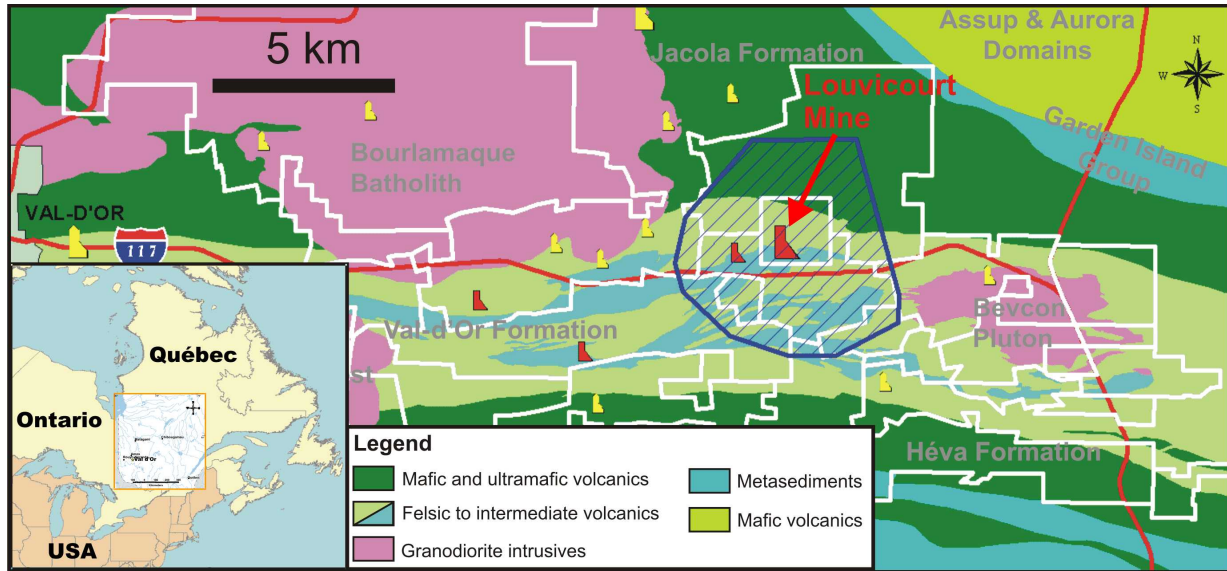 5 km
Jacola Formation
Assup & Aurora
Domains
N
W
S
Louvicourt
Mine
Garden Island
Group
Bourlamaque
Batholith
VAL-D'OR
117
Val-d'Or Formation
Bevcon
Pluton
st
Héva Formation
Québec
Ontario
USA
Val d'Or
Legend
Mafic and ultramafic volcanics
Felsic to intermediate volcanics
Granodiorite intrusives
Metasediments
Mafic volcanics